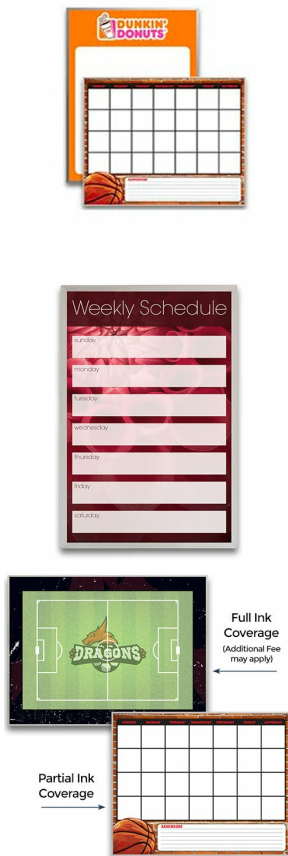 DUNKIN'
DONUTS
Weekly Schedule
sunday
monday
tuesday
wednesday
thursday
friday
saturday
DRAGONS
Full Ink
Coverage
(Additional Fee
may apply)
Partial Ink
Coverage